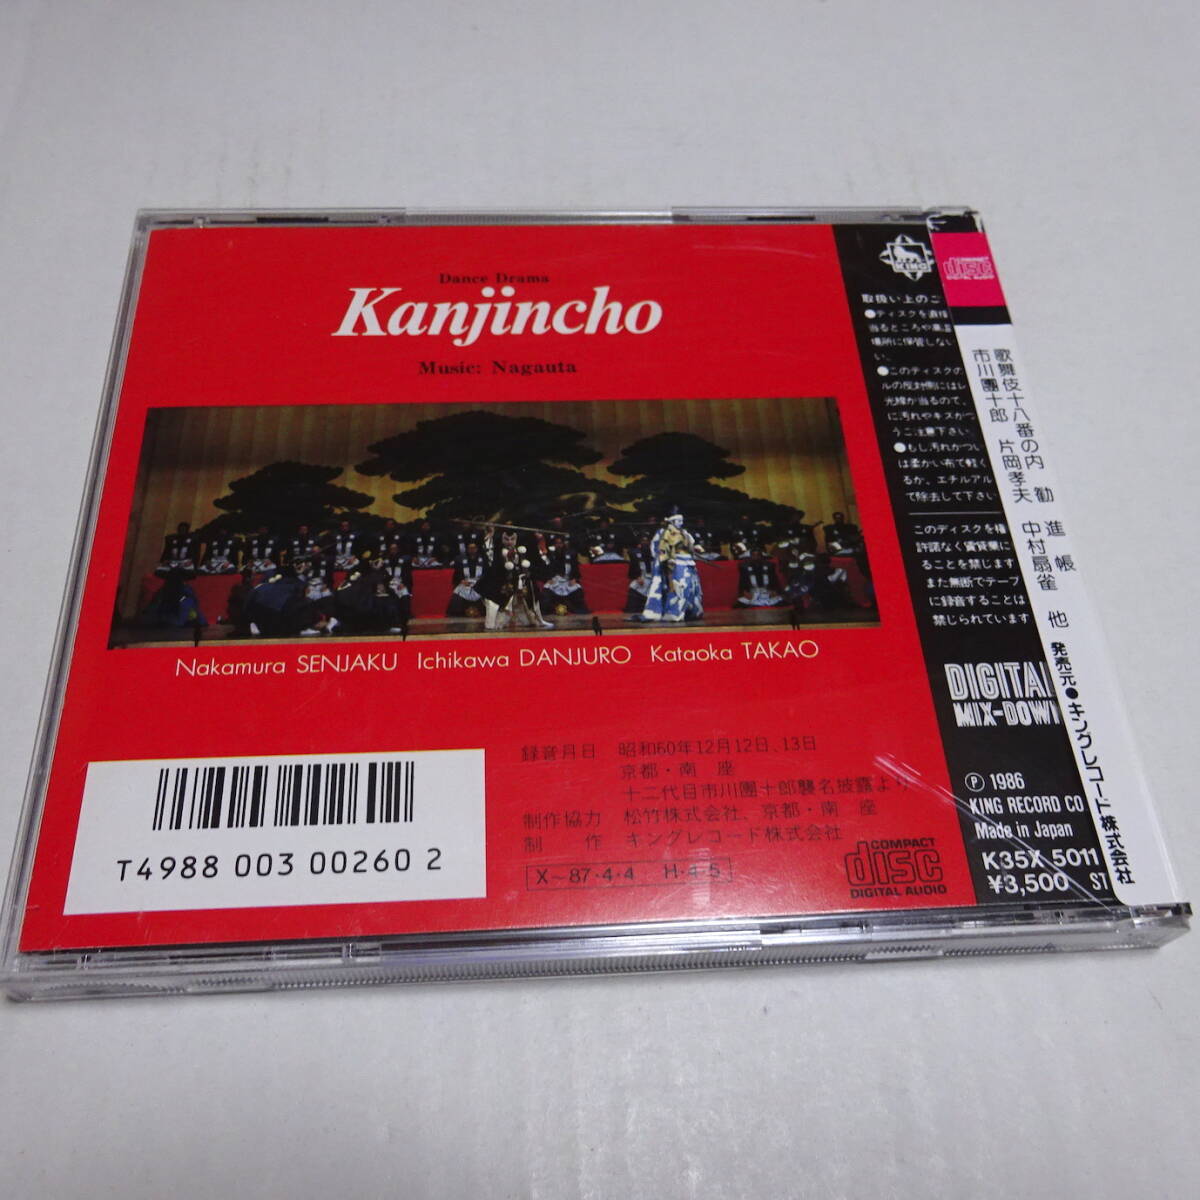 Dance Drama
Kanjincho
Music: Nagauta
Nakamura SENJAKU Ichikawa DANJURO Kataoka TAKAO
録音月日 昭和60年12月12日、13日
京都・南座
十二代目市川團十郎襲名披露より
制作協力 松竹株式会社、京都・南座
制作 キングレコード株式会社
X〜87・4・4 H・4・5
COMPACT
disc
DIGITAL AUDIO
T4988 003 00260 2
KING
取扱い上のご
●ディスクを直
当るところや
場所に保管しな
い。
●このディスクの
ルの反対側にはレ
光線が当るので、
に汚れやキズがつ
うご注意下さい
●もし汚れがつい
は柔かい布で軽く
るか、エチルアル
で除去して下さい
このディスクを権
許諾なく賃貸業に
ることを禁じます
また無断でテープ
に録音することは
禁じられています
DIGITAL
MIX-DOWN
Ⓟ 1986
KING RECORD CO
Made in Japan
K35X 5011
¥3,500 ST
COMPACT
disc
DIGITAL AUDIO
歌舞伎十八番の内 勧進帳
市川團十郎 片岡孝夫 中村扇雀 他
発売元●キングレコード株式会社